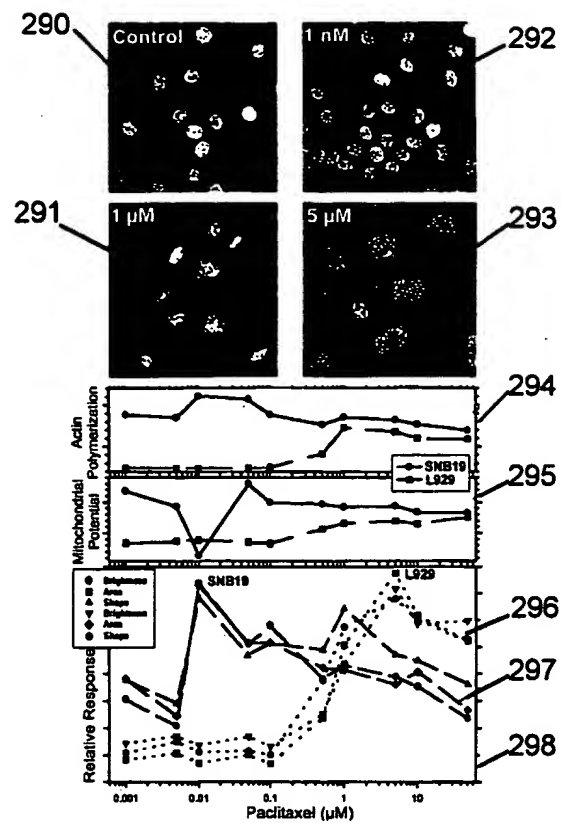 290
Control
1 nM
292
291
1 µM
5 µM
293
Actin
Polymerization
294
SNB19
L929
295
Mitochondrial
Potential
Brightness
Area
Shape
Brightness
Area
Shape
SNB19
L929
296
297
298
Relative Response
0.001
0.01
0.1
1
10
Paclitaxel (µM)